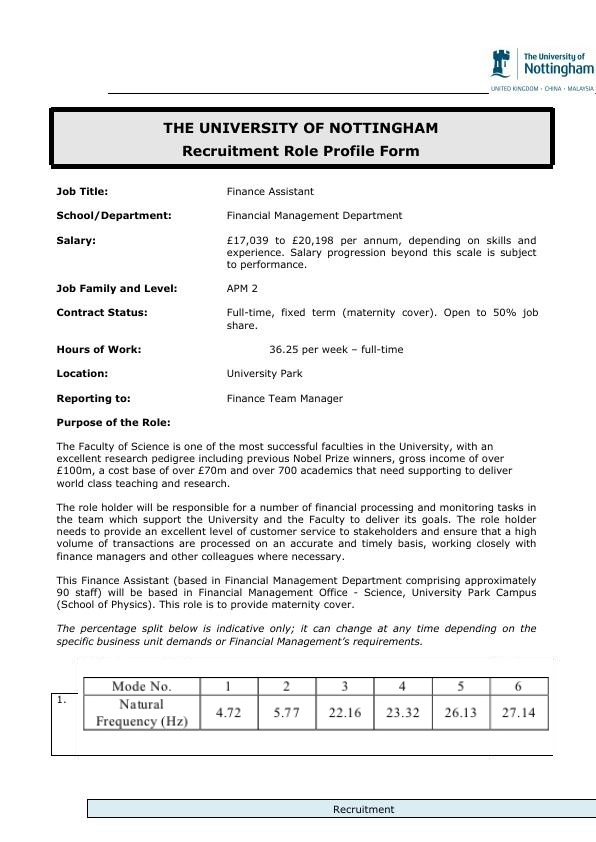 The University of
Nottingham
UNITED KINGDOM · CHINA · MALAYSIA
THE UNIVERSITY OF NOTTINGHAM
Recruitment Role Profile Form
Job Title: Finance Assistant
School/Department: Financial Management Department
Salary: £17,039 to £20,198 per annum, depending on skills and
experience. Salary progression beyond this scale is subject
to performance.
Job Family and Level: APM 2
Contract Status: Full-time, fixed term (maternity cover). Open to 50% job
share.
Hours of Work: 36.25 per week – full-time
Location: University Park
Reporting to: Finance Team Manager
Purpose of the Role:
The Faculty of Science is one of the most successful faculties in the University, with an
excellent research pedigree including previous Nobel Prize winners, gross income of over
£100m, a cost base of over £70m and over 700 academics that need supporting to deliver
world class teaching and research.
The role holder will be responsible for a number of financial processing and monitoring tasks in
the team which support the University and the Faculty to deliver its goals. The role holder
needs to provide an excellent level of customer service to stakeholders and ensure that a high
volume of transactions are processed on an accurate and timely basis, working closely with
finance managers and other colleagues where necessary.
This Finance Assistant (based in Financial Management Department comprising approximately
90 staff) will be based in Financial Management Office - Science, University Park Campus
(School of Physics). This role is to provide maternity cover.
The percentage split below is indicative only; it can change at any time depending on the
specific business unit demands or Financial Management's requirements.
1.
Mode No. 1 2 3 4 5 6
Natural
Frequency (Hz) 4.72 5.77 22.16 23.32 26.13 27.14
Recruitment